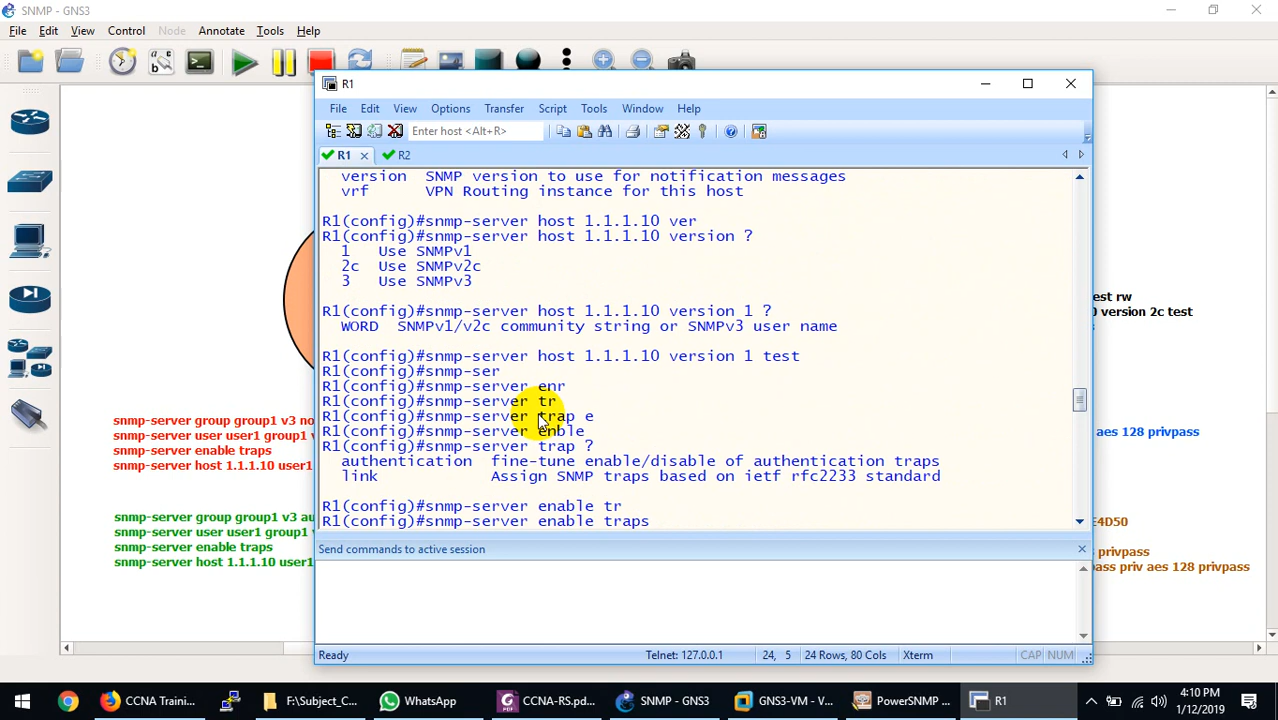 SNMP - GNS3
File Edit View Control Node Annotate Tools Help
R1
File Edit View Options Transfer Script Tools Window Help
Enter host <Alt+R>
R1 R2
version SNMP version to use for notification messages
vrf VPN Routing instance for this host
R1(config)#snmp-server host 1.1.1.10 ver
R1(config)#snmp-server host 1.1.1.10 version ?
1 Use SNMPv1
2c Use SNMPv2c
3 Use SNMPv3
R1(config)#snmp-server host 1.1.1.10 version 1 ?
WORD SNMPv1/v2c community string or SNMPv3 user name
R1(config)#snmp-server host 1.1.1.10 version 1 test
R1(config)#snmp-ser
R1(config)#snmp-server enr
R1(config)#snmp-server tr
R1(config)#snmp-server trap e
R1(config)#snmp-server enble
R1(config)#snmp-server trap ?
authentication fine-tune enable/disable of authentication traps
link Assign SNMP traps based on ietf rfc2233 standard
R1(config)#snmp-server enable tr
R1(config)#snmp-server enable traps
Send commands to active session
Ready Telnet: 127.0.0.1 24, 5 24 Rows, 80 Cols Xterm CAP NUM
snmp-server group group1 v3 no
snmp-server user user1 group1
snmp-server enable traps
snmp-server host 1.1.1.10 user1
snmp-server group group1 v3 au
snmp-server user user1 group1 v
snmp-server enable traps
snmp-server host 1.1.1.10 user1
est rw
0 version 2c test
aes 128 privpass
E4D50
privpass
pass priv aes 128 privpass
CCNA Traini... F:\Subject_C... WhatsApp CCNA-RS.pd... SNMP - GNS3 GNS3-VM - V... PowerSNMP ... R1
4:10 PM
1/12/2019